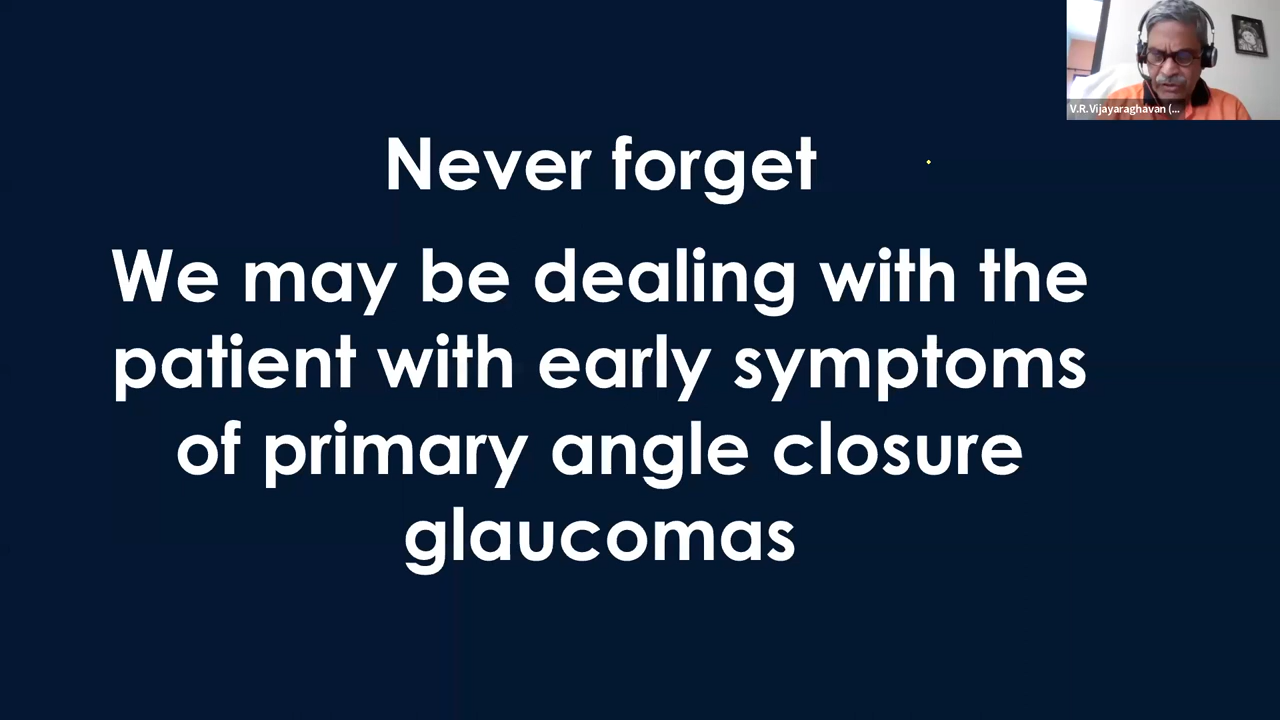 V.R.Vijayaraghavan (...
Never forget
We may be dealing with the
patient with early symptoms
of primary angle closure
glaucomas